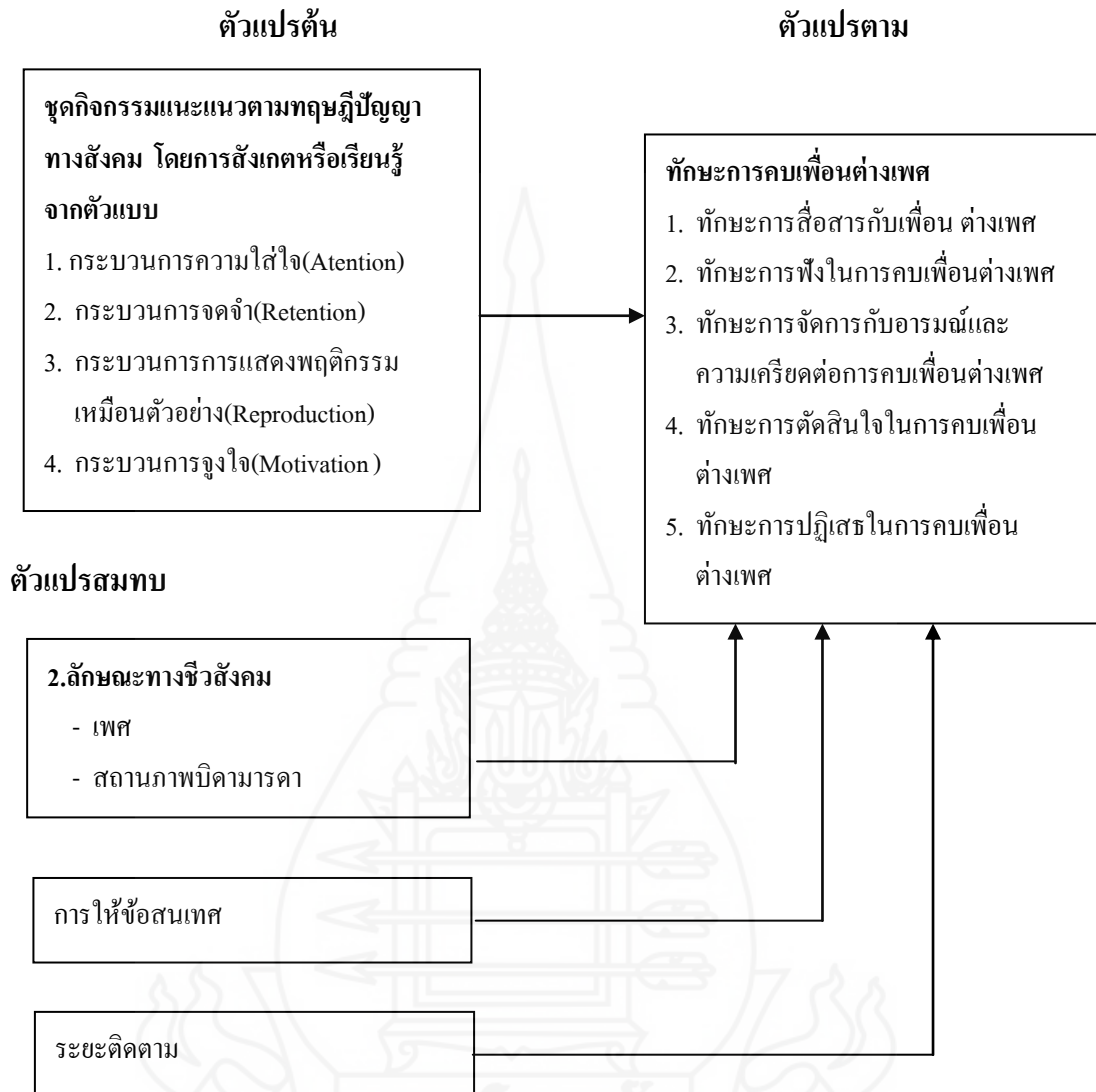 ตัวแปรต้น
ชุดกิจกรรมแนะแนวตามทฤษฎีปัญญา
ทางสังคม โดยการสังเกตหรือเรียนรู้
จากตัวแบบ
1. กระบวนการความใส่ใจ(Atention)
2. กระบวนการจดจำ(Retention)
3. กระบวนการการแสดงพฤติกรรม
เหมือนตัวอย่าง(Reproduction)
4. กระบวนการจูงใจ(Motivation )
ตัวแปรตาม
ทักษะการคบเพื่อนต่างเพศ
1. ทักษะการสื่อสารกับเพื่อน ต่างเพศ
2. ทักษะการฟังในการคบเพื่อนต่างเพศ
3. ทักษะการจัดการกับอารมณ์และ
ความเครียดต่อการคบเพื่อนต่างเพศ
4. ทักษะการตัดสินใจในการคบเพื่อน
ต่างเพศ
5. ทักษะการปฏิเสธในการคบเพื่อน
ต่างเพศ
ตัวแปรสมทบ
2.ลักษณะทางชีวสังคม
- เพศ
- สถานภาพบิดามารดา
การให้ข้อสนเทศ
ระยะติดตาม